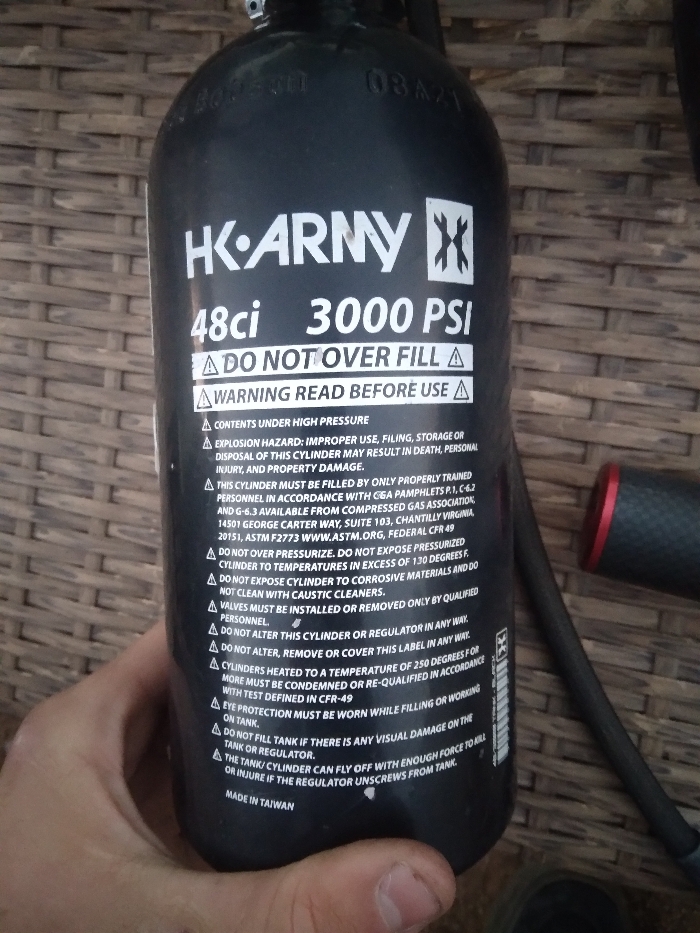 08 A21
HK•ARMY
48ci 3000 PSI
DO NOT OVER FILL
WARNING READ BEFORE USE
CONTENTS UNDER HIGH PRESSURE
EXPLOSION HAZARD: IMPROPER USE, FILING, STORAGE OR
DISPOSAL OF THIS CYLINDER MAY RESULT IN DEATH, PERSONAL
INJURY, AND PROPERTY DAMAGE.
THIS CYLINDER MUST BE FILLED BY ONLY PROPERLY TRAINED
PERSONNEL IN ACCORDANCE WITH CGA PAMPHLETS P.1, C-6.2
AND G-6.3 AVAILABLE FROM COMPRESSED GAS ASSOCIATION,
14501 GEORGE CARTER WAY, SUITE 103, CHANTILLY VIRGINIA,
20151, ASTM F2773 WWW.ASTM.ORG, FEDERAL CFR 49
DO NOT OVER PRESSURIZE. DO NOT EXPOSE PRESSURIZED
CYLINDER TO TEMPERATURES IN EXCESS OF 130 DEGREES F.
DO NOT EXPOSE CYLINDER TO CORROSIVE MATERIALS AND DO
NOT CLEAN WITH CAUSTIC CLEANERS.
VALVES MUST BE INSTALLED OR REMOVED ONLY BY QUALIFIED
PERSONNEL.
DO NOT ALTER THIS CYLINDER OR REGULATOR IN ANY WAY.
DO NOT ALTER, REMOVE OR COVER THIS LABEL IN ANY WAY.
CYLINDERS HEATED TO A TEMPERATURE OF 250 DEGREES F OR
MORE MUST BE CONDEMNED OR RE-QUALIFIED IN ACCORDANCE
WITH TEST DEFINED IN CFR-49
EYE PROTECTION MUST BE WORN WHILE FILLING OR WORKING
ON TANK.
DO NOT FILL TANK IF THERE IS ANY VISUAL DAMAGE ON THE
TANK OR REGULATOR.
THE TANK/ CYLINDER CAN FLY OFF WITH ENOUGH FORCE TO KILL
OR INJURE IF THE REGULATOR UNSCREWS FROM TANK.
MADE IN TAIWAN